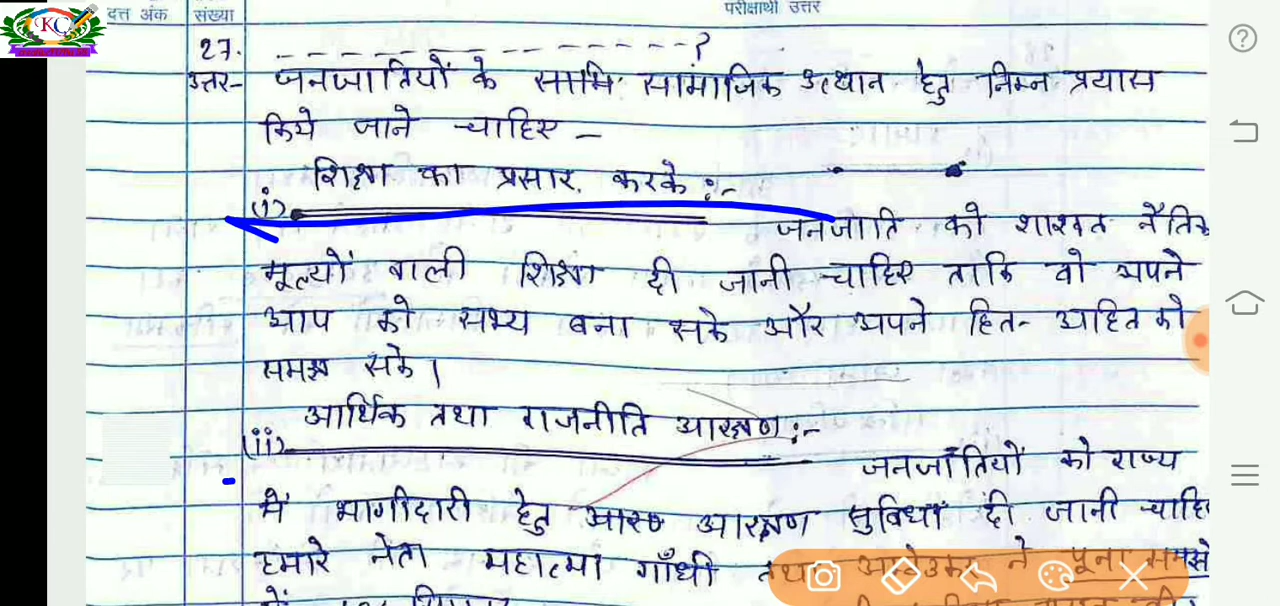 KC
दत्त अंक
संख्या
परीक्षार्थी उत्तर
27. ?
उत्तर- जनजातियों के सामि सामाजिक उत्थान हेतु निम्न प्रयास
किये जाने चाहिए -
(i) शिक्षा का प्रसार करके :-
जनजाति को शाश्वत नैतिक
मूल्यों वाली शिक्षा दी जानी चाहिए ताकि वो अपने
आप को सभ्य बना सके और अपने हित- अहित को
समझ सके।
(ii) आर्थिक तथा राजनीति आरक्षण :-
जनजातियों को राज्य
में भागीदारी हेतु आरक्षण सुविधा दी जानी चाहि
हमारे नेता महात्मा गाँधी तथा ने पूना समझौ